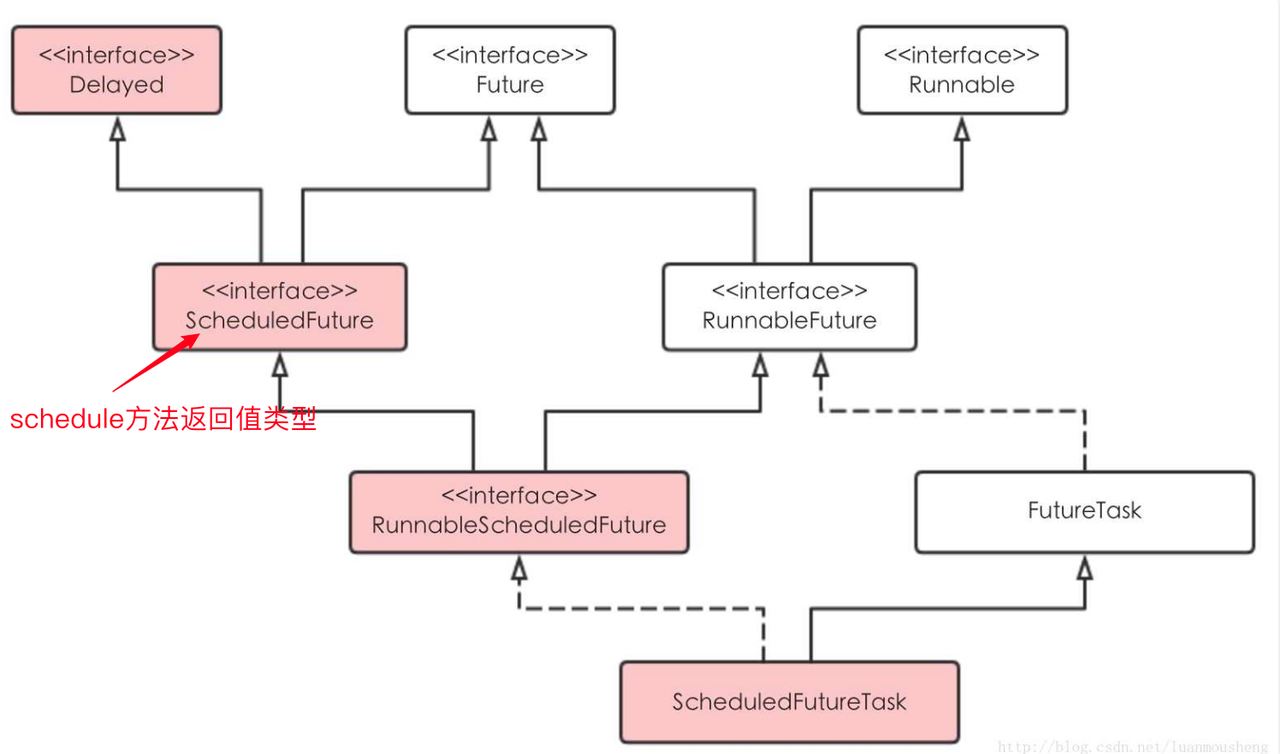 <<interface>>
Delayed
<<interface>>
Future
<<interface>>
Runnable
<<interface>>
ScheduledFuture
<<interface>>
RunnableFuture
schedule方法返回值类型
<<interface>>
RunnableScheduledFuture
FutureTask
ScheduledFutureTask
http://blog.csdn.net/luanmousheng